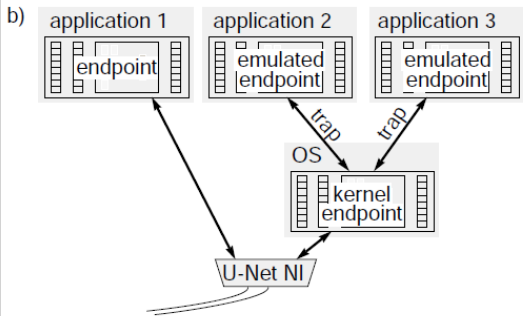 b)
application 1
application 2
application 3
endpoint
emulated
endpoint
emulated
endpoint
trap
trap
OS
kernel
endpoint
U-Net NI